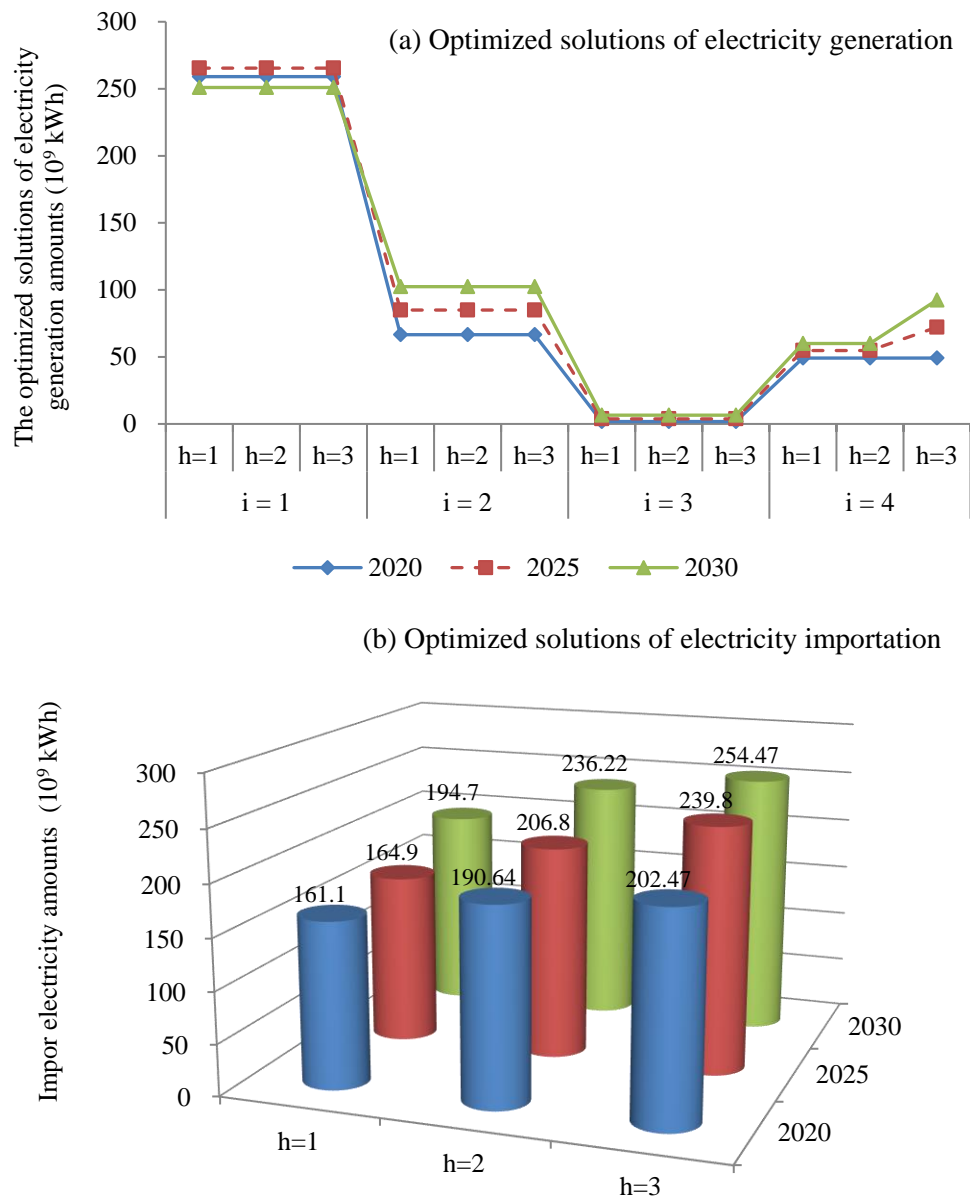 (a) Optimized solutions of electricity generation
The optimized solutions of electricity
generation amounts (10⁹ kWh)
300
250
200
150
100
50
0
h=1 h=2 h=3 h=1 h=2 h=3 h=1 h=2 h=3 h=1 h=2 h=3
i = 1 i = 2 i = 3 i = 4
2020 2025 2030
(b) Optimized solutions of electricity importation
Impor electricity amounts (10⁹ kWh)
300
250
200
150
100
50
0
194.7 236.22 254.47
164.9 206.8 239.8
161.1 190.64 202.47
h=1 h=2 h=3
2030
2025
2020